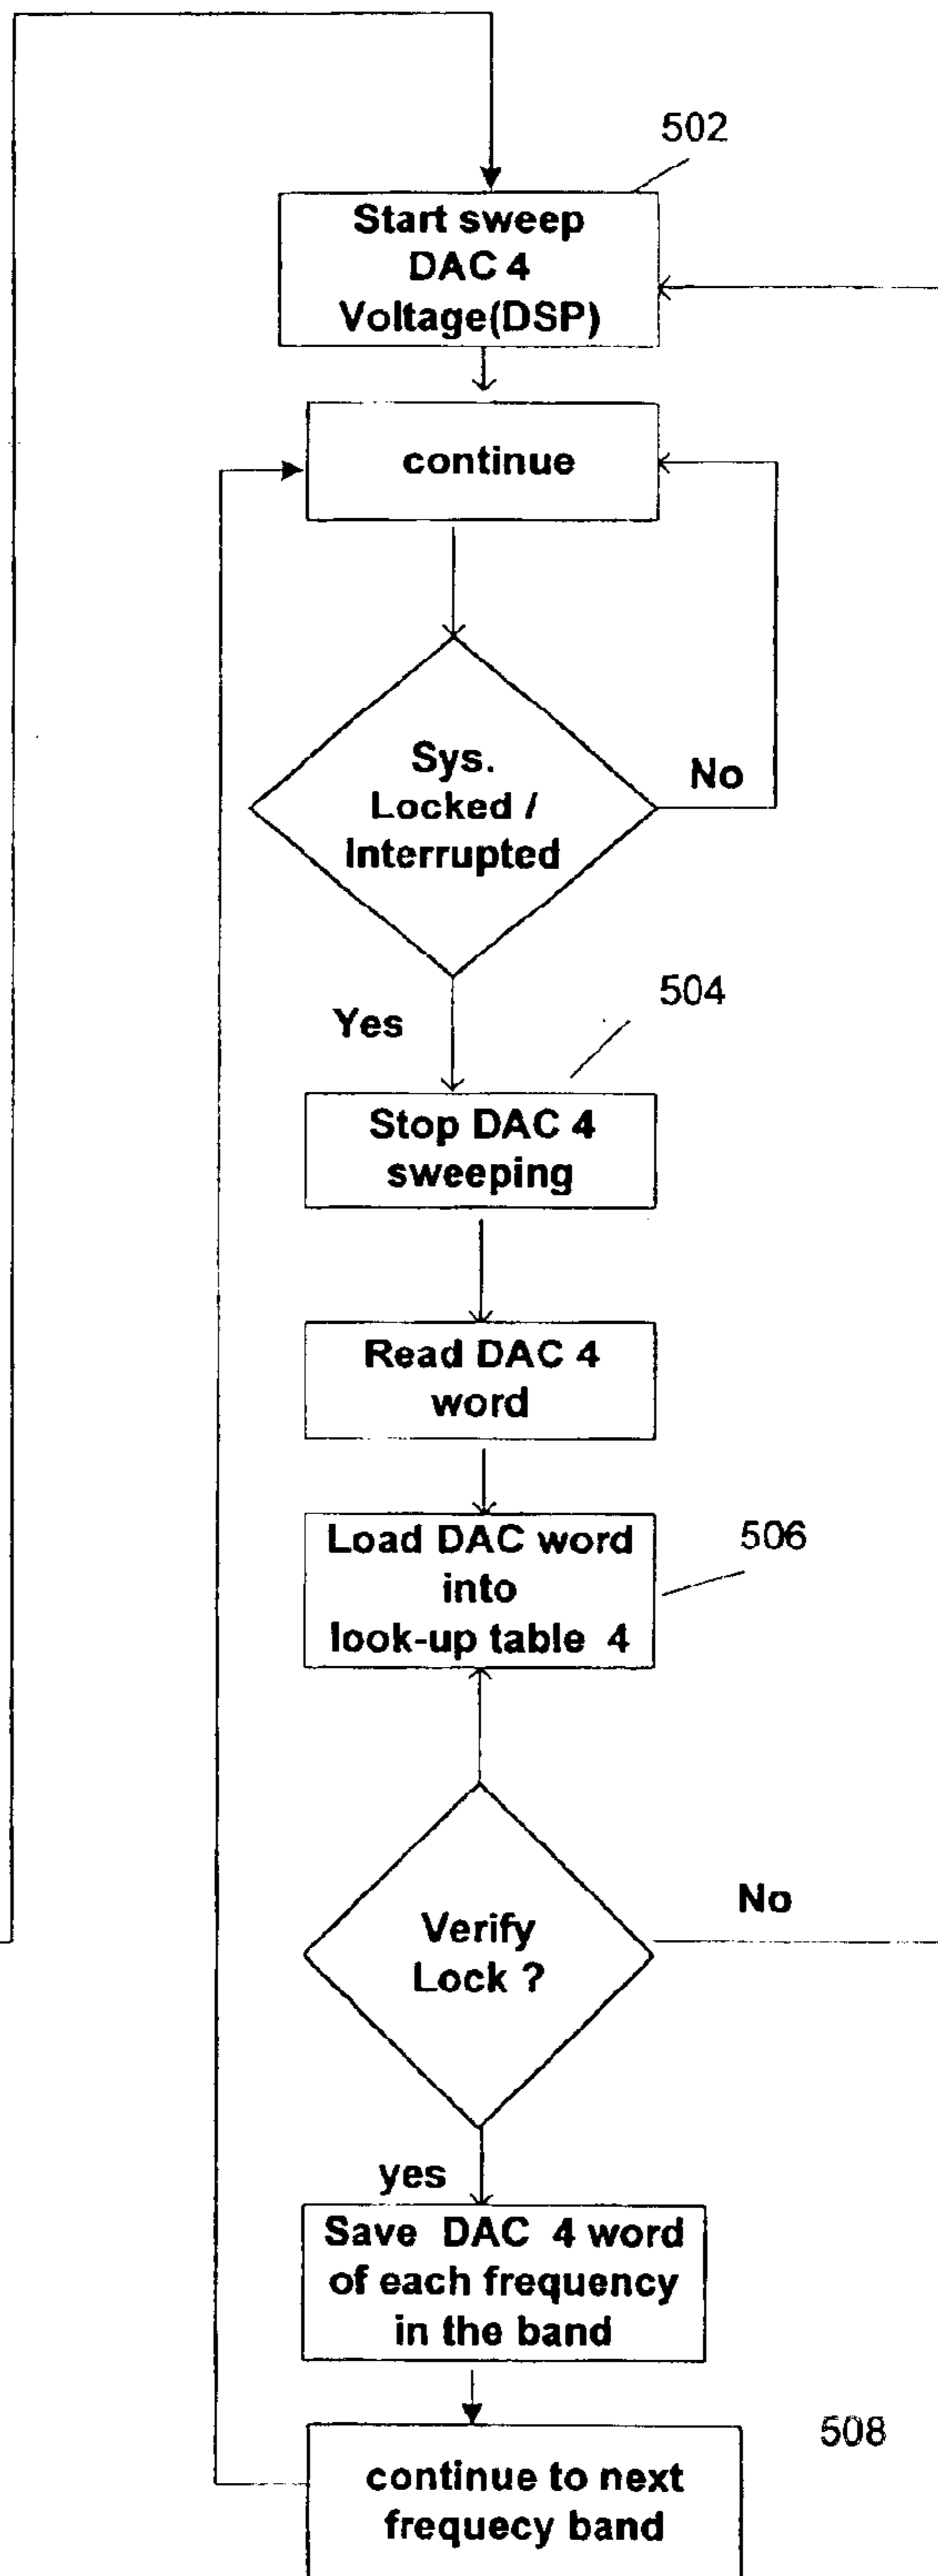 502
Start sweep
DAC 4
Voltage(DSP)
continue
Sys.
Locked /
Interrupted
No
Yes
504
Stop DAC 4
sweeping
Read DAC 4
word
Load DAC word
into
look-up table 4
506
Verify
Lock ?
No
yes
Save DAC 4 word
of each frequency
in the band
508
continue to next
frequecy band